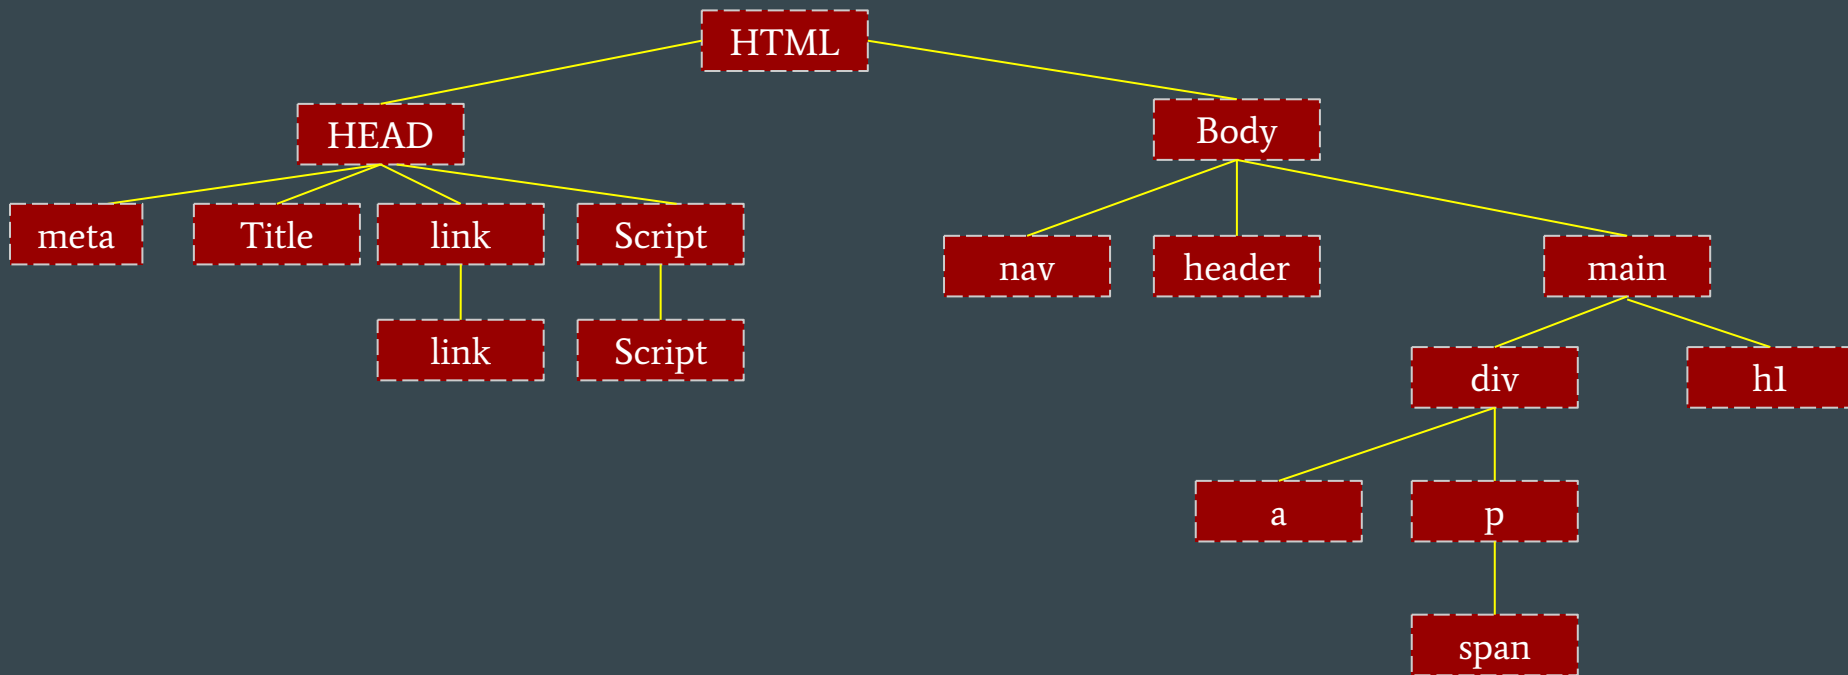 HTML
HEAD
Body
meta
Title
link
Script
nav
header
main
link
Script
div
h1
a
p
span